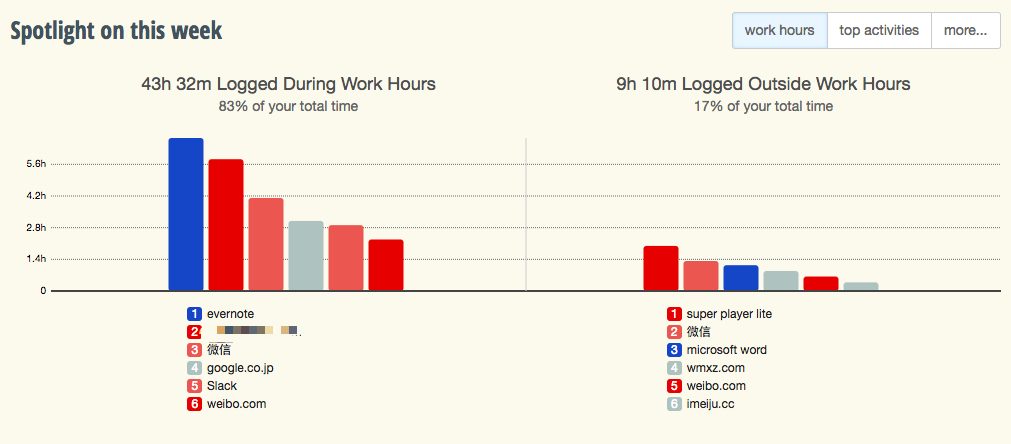 Spotlight on this week
work hours
top activities
more...
43h 32m Logged During Work Hours
83% of your total time
9h 10m Logged Outside Work Hours
17% of your total time
5.6h
4.2h
2.8h
1.4h
0
1 evernote
2
3 微信
4 google.co.jp
5 Slack
6 weibo.com
1 super player lite
2 微信
3 microsoft word
4 wmxz.com
5 weibo.com
6 imeiju.cc